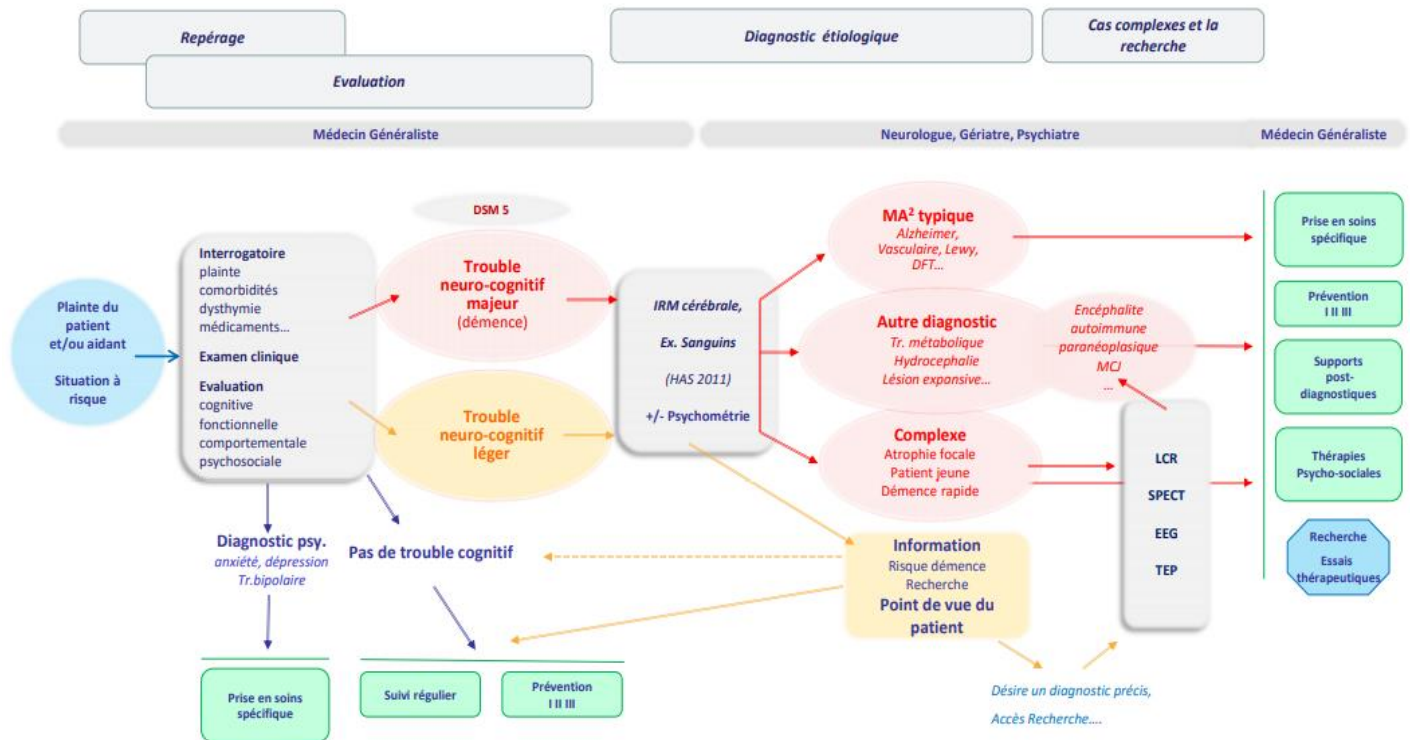 Repérage
Evaluation
Diagnostic étiologique
Cas complexes et la
recherche
Médecin Généraliste
Neurologue, Gériatre, Psychiatre
Médecin Généraliste
Plainte du
patient
et/ou aidant
Situation à
risque
Interrogatoire
plainte
comorbidités
dysthymie
médicaments...
Examen clinique
Evaluation
cognitive
fonctionnelle
comportementale
psychosociale
DSM 5
Trouble
neuro-cognitif
majeur
(démence)
Trouble
neuro-cognitif
léger
IRM cérébrale,
Ex. Sanguins
(HAS 2011)
+/- Psychométrie
MA² typique
Alzheimer,
Vasculaire, Lewy,
DFT...
Autre diagnostic
Tr. métabolique
Hydrocephalie
Lésion expansive...
Encéphalite
autoimmune
paranéoplasique
MCJ
...
Complexe
Atrophie focale
Patient jeune
Démence rapide
LCR
SPECT
EEG
TEP
Prise en soins
spécifique
Prévention
I II III
Supports
post-
diagnostiques
Thérapies
Psycho-sociales
Recherche
Essais
thérapeutiques
Diagnostic psy.
anxiété, dépression
Tr.bipolaire
Pas de trouble cognitif
Information
Risque démence
Recherche
Point de vue du
patient
Prise en soins
spécifique
Suivi régulier
Prévention
I II III
Désire un diagnostic précis,
Accès Recherche....